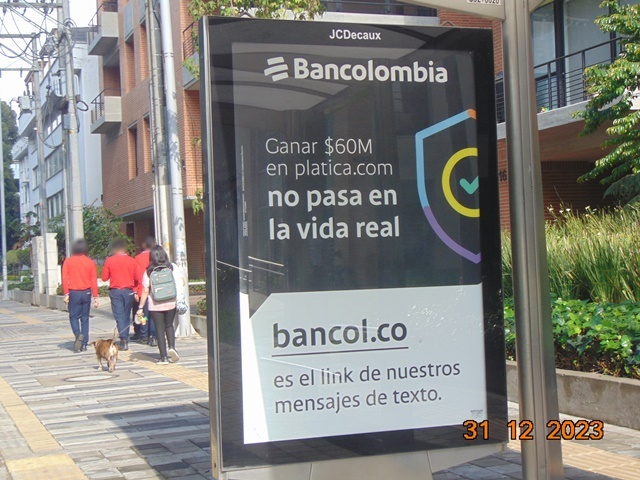 JCDecaux
Bancolombia
Ganar $60M
en platica.com
no pasa en
la vida real
bancol.co
es el link de nuestros
mensajes de texto.
31 12 2023